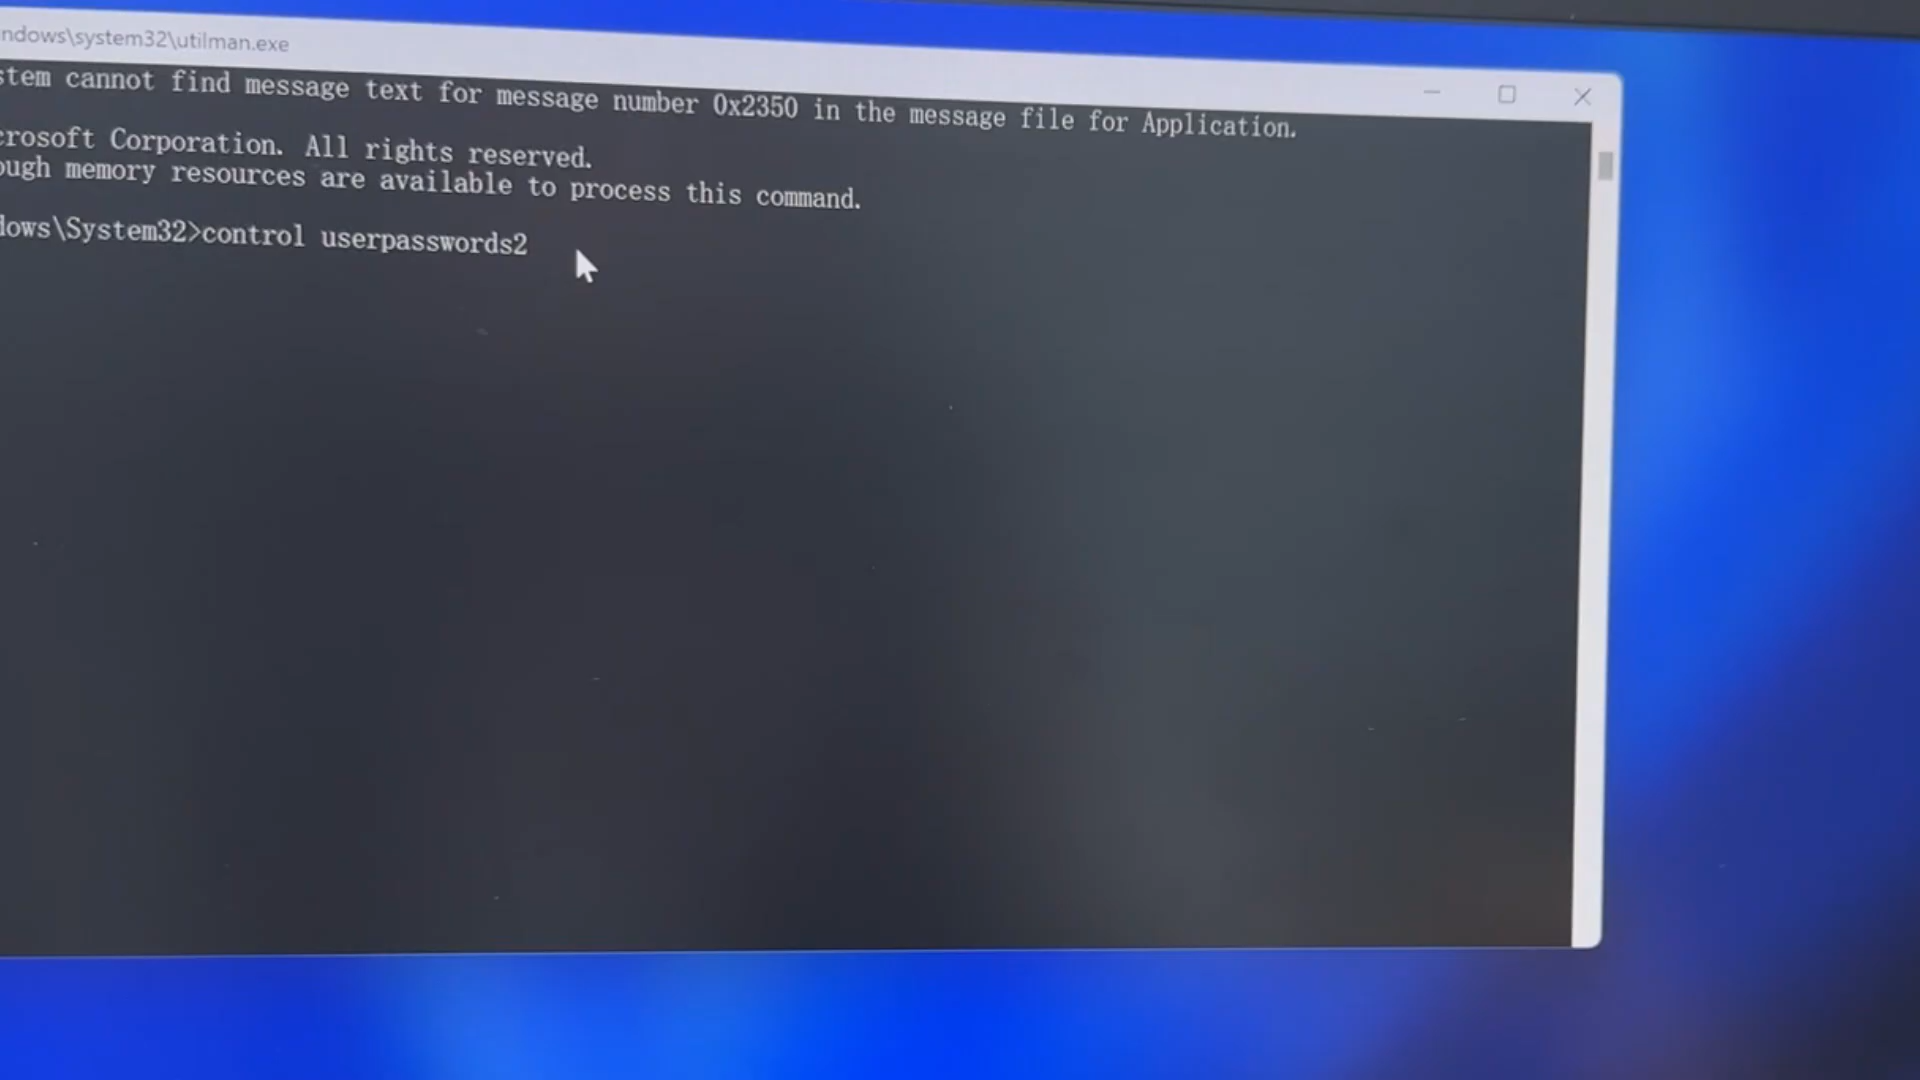 ndows\system32\utilman.exe
stem cannot find message text for message number 0x2350 in the message file for Application.
crosoft Corporation. All rights reserved.
ough memory resources are available to process this command.
dows\System32>control userpasswords2